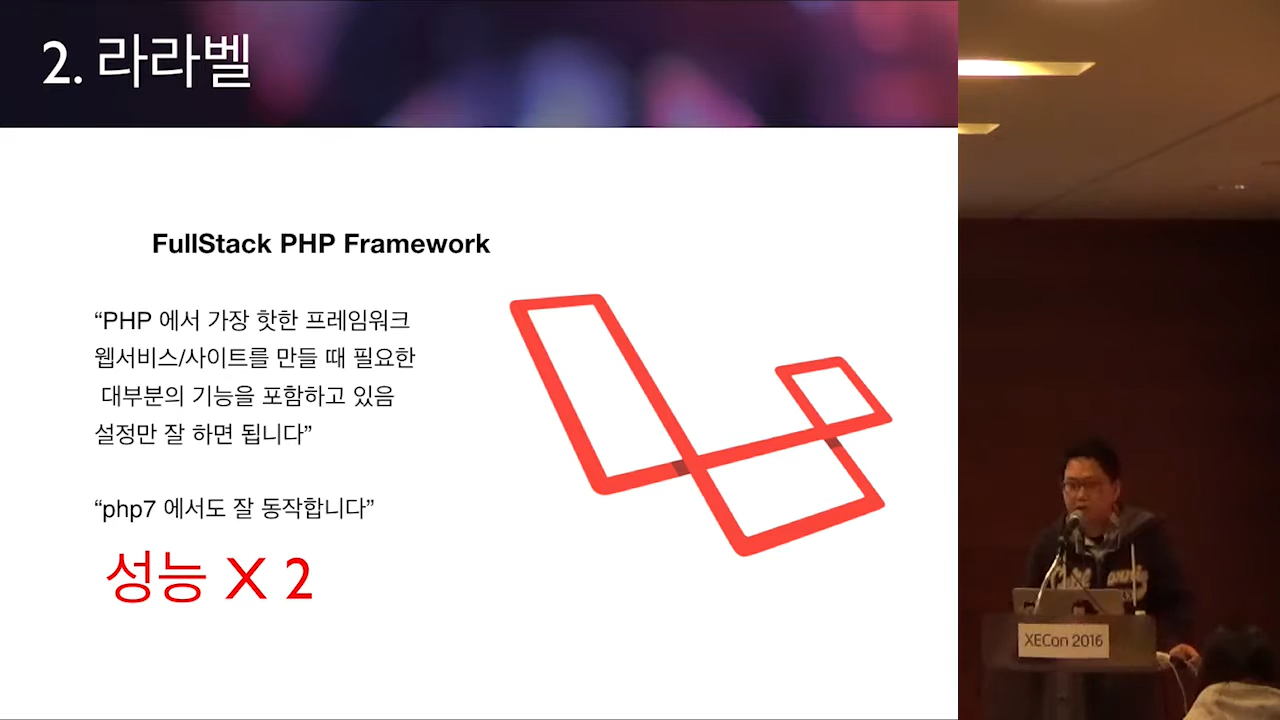 2. 라라벨
FullStack PHP Framework
“PHP 에서 가장 핫한 프레임워크
웹서비스/사이트를 만들 때 필요한
대부분의 기능을 포함하고 있음
설정만 잘 하면 됩니다”
“php7 에서도 잘 동작합니다”
성능 X 2
XECon 2016